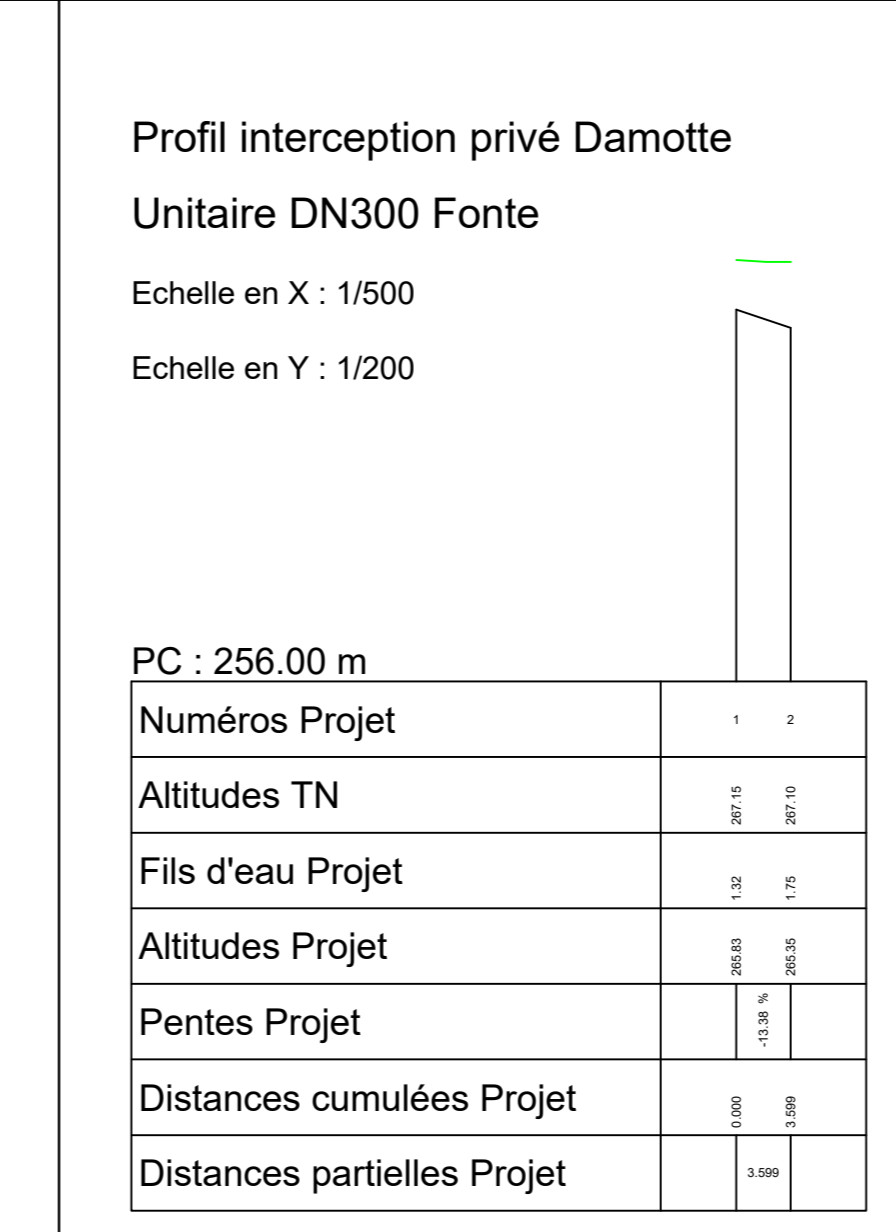 Profil interception privé Damotte
Unitaire DN300 Fonte
Echelle en X : 1/500
Echelle en Y : 1/200
PC : 256.00 m
Numéros Projet 1 2
Altitudes TN 267.15 267.10
Fils d'eau Projet 1.32 1.75
Altitudes Projet 265.83 265.35
Pentes Projet -13.38 %
Distances cumulées Projet 0.000 3.599
Distances partielles Projet 3.599